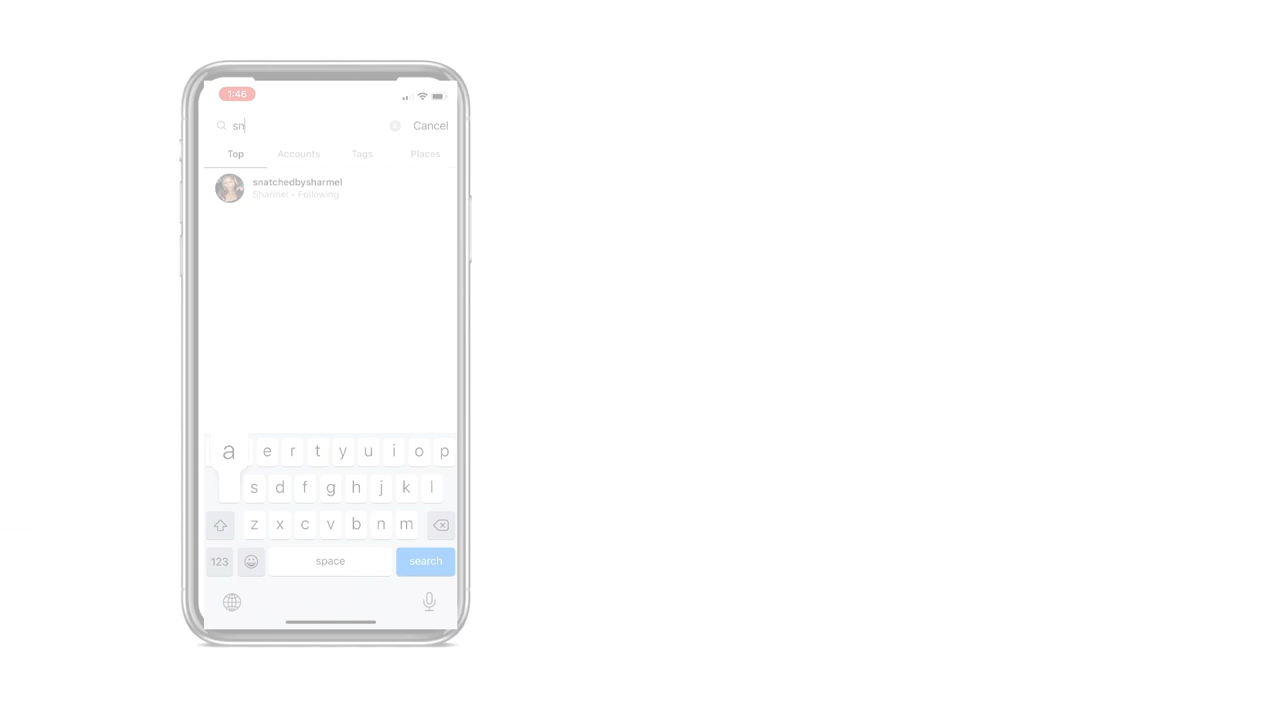 1:46
sn
Cancel
Top Accounts Tags Places
snatchedbysharmel
Sharmel • Following
a e r t y u i o p
s d f g h j k l
z x c v b n m
123 space search